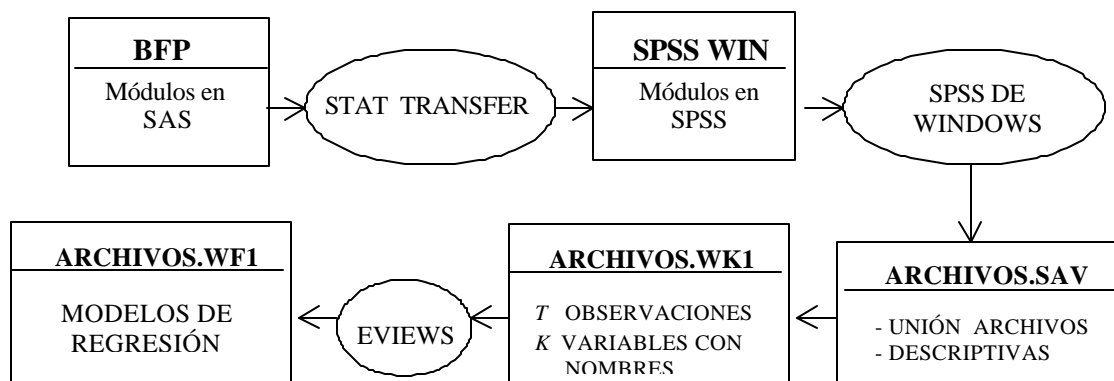 BFP
Módulos en
SAS
STAT TRANSFER
SPSS WIN
Módulos en
SPSS
SPSS DE
WINDOWS
ARCHIVOS.WF1
MODELOS DE
REGRESIÓN
EVIEWS
ARCHIVOS.WK1
T OBSERVACIONES
K VARIABLES CON
NOMBRES
ARCHIVOS.SAV
- UNIÓN ARCHIVOS
- DESCRIPTIVAS